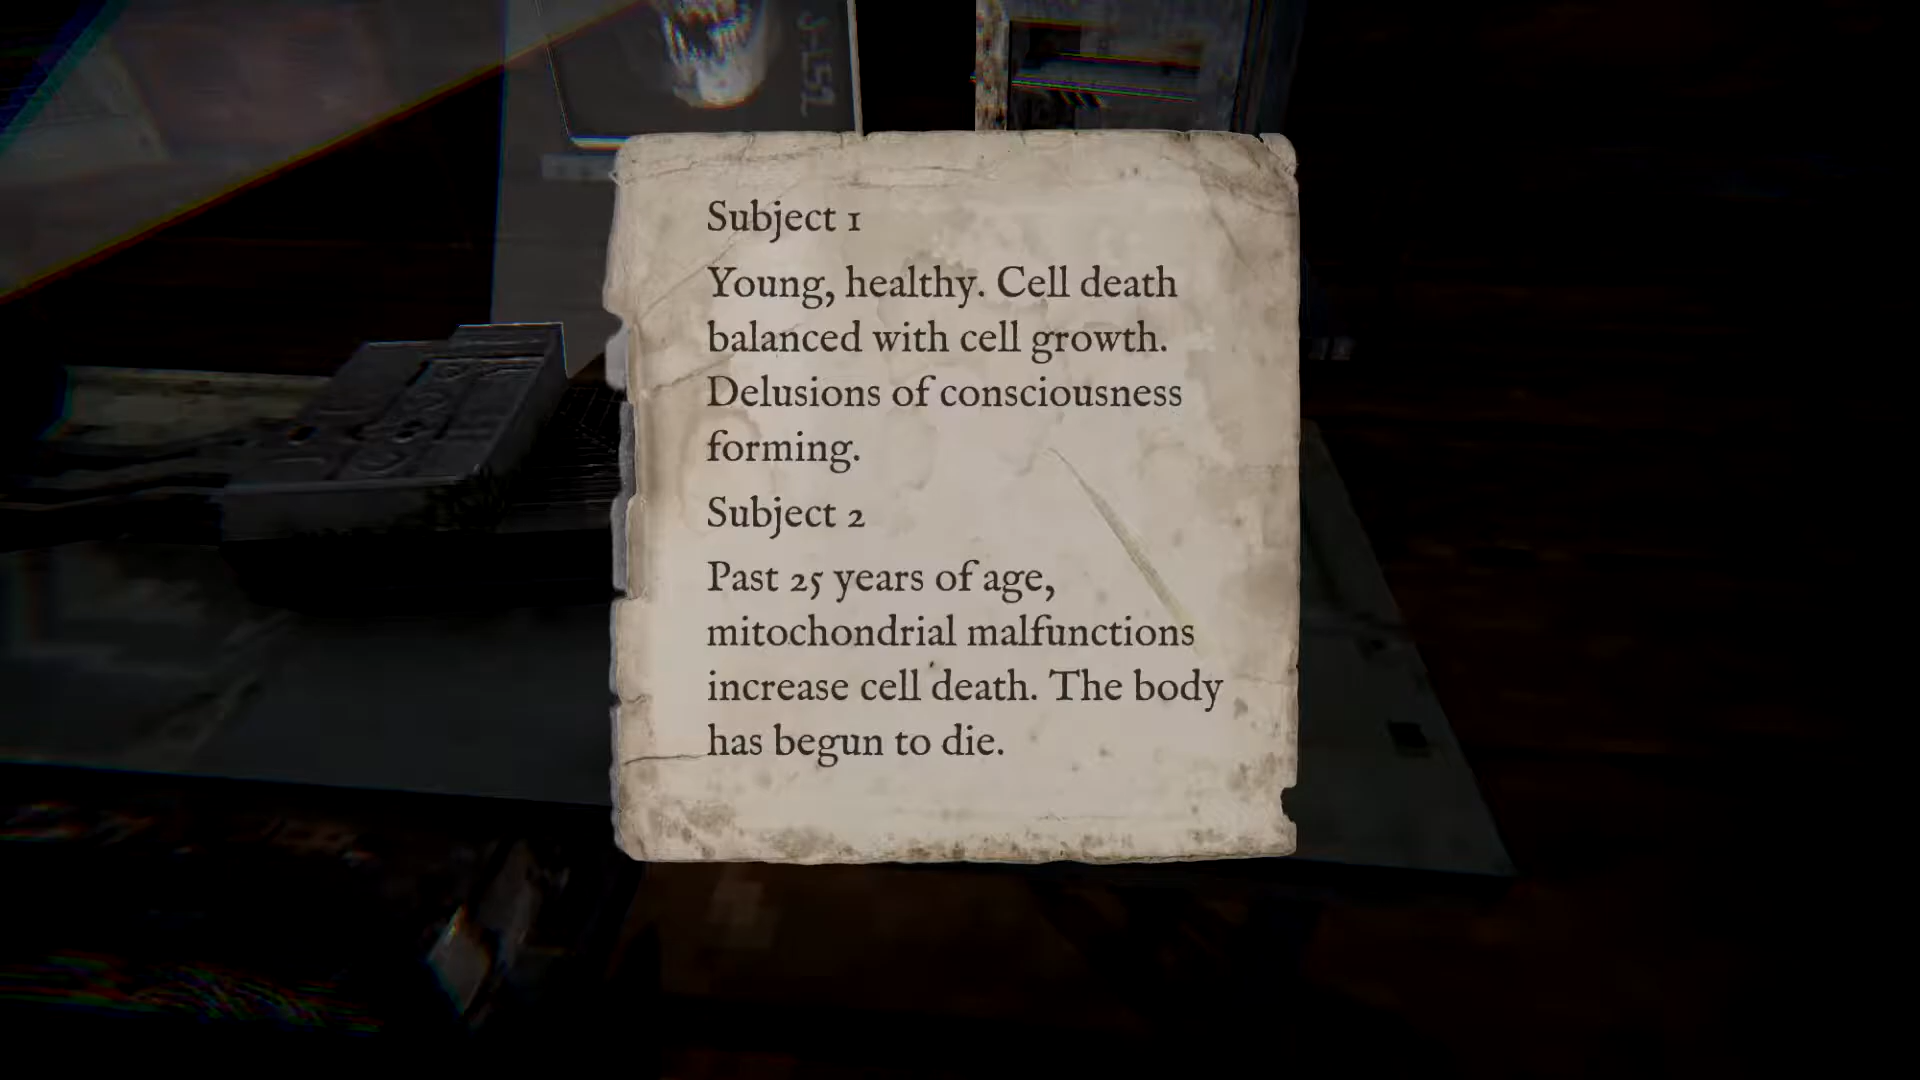 Subject 1
Young, healthy. Cell death
balanced with cell growth.
Delusions of consciousness
forming.
Subject 2
Past 25 years of age,
mitochondrial malfunctions
increase cell death. The body
has begun to die.